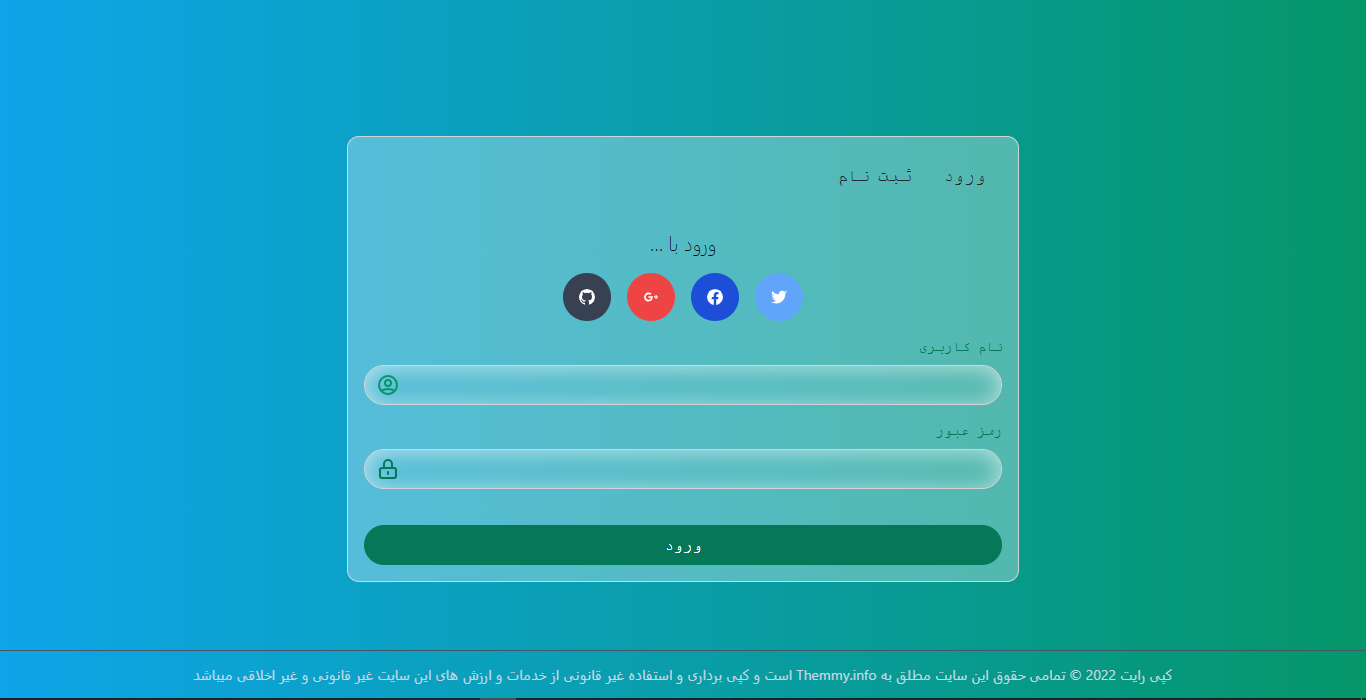 ورود ثبت نام
ورود با ...
نام کاربری
رمز عبور
ورود
کپی رایت 2022 © تمامی حقوق این سایت مطلق به Themmy.info است و کپی برداری و استفاده غیر قانونی از خدمات و ارزش های این سایت غیر قانونی و غیر اخلاقی میباشد